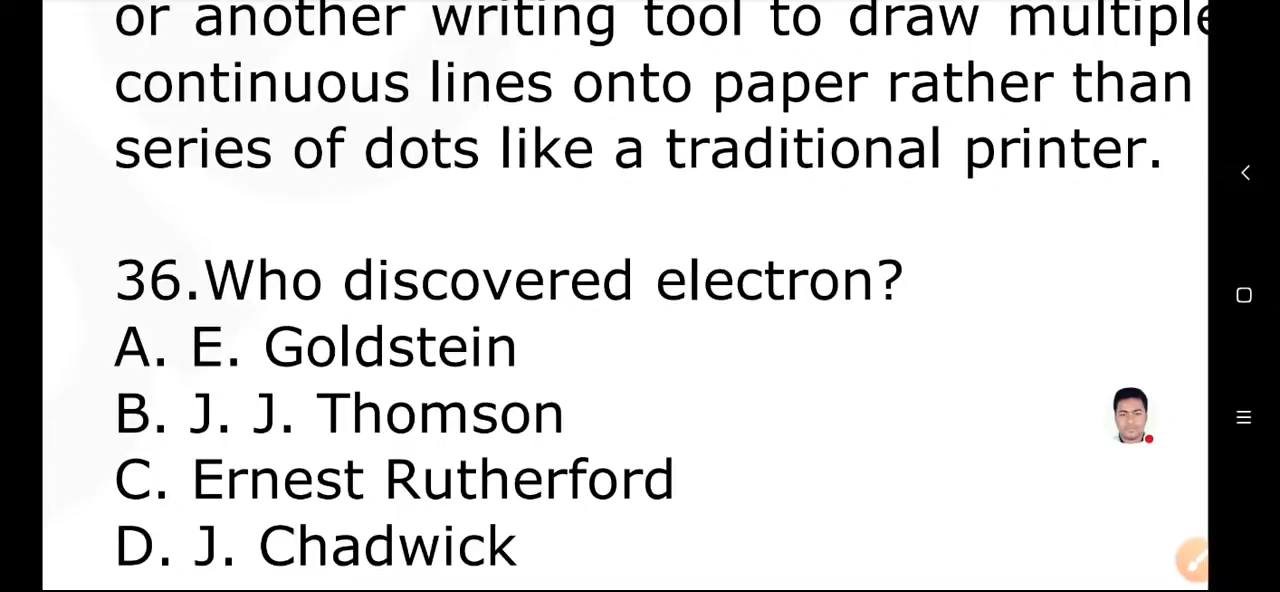 or another writing tool to draw multiple
continuous lines onto paper rather than
series of dots like a traditional printer.
36.Who discovered electron?
A. E. Goldstein
B. J. J. Thomson
C. Ernest Rutherford
D. J. Chadwick